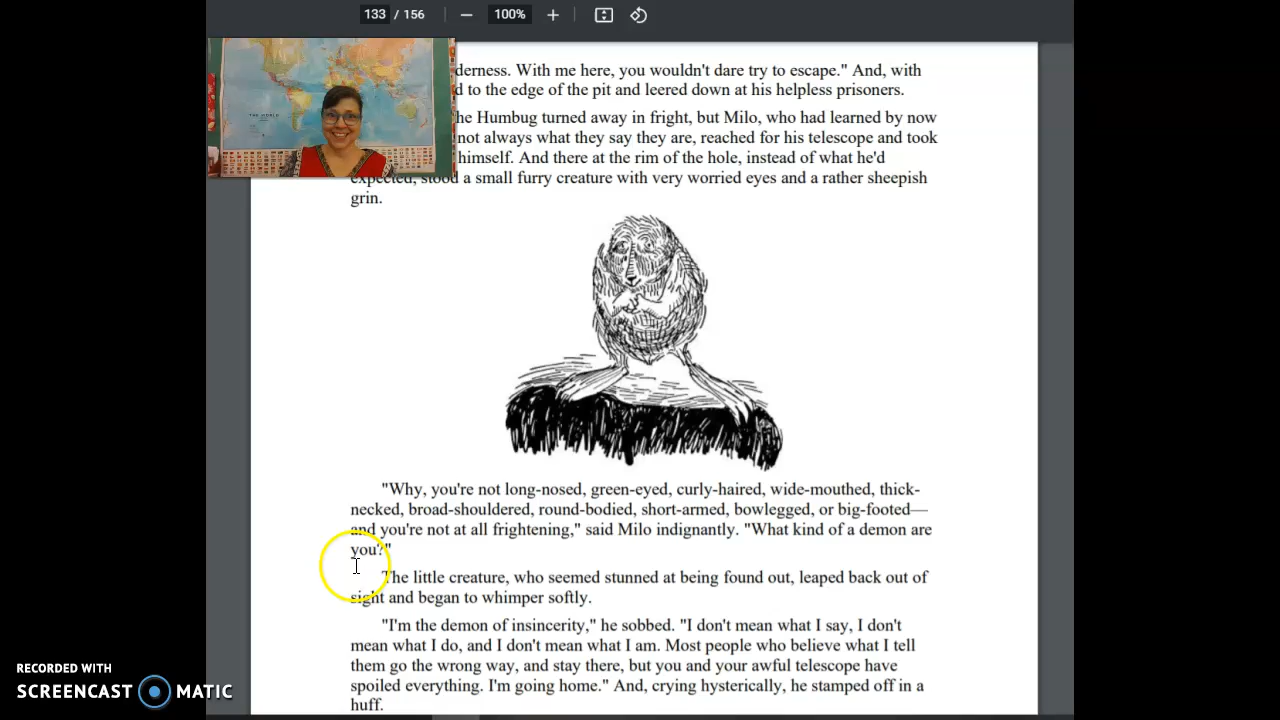 133 / 156
100%
derness. With me here, you wouldn't dare try to escape." And, with
d to the edge of the pit and leered down at his helpless prisoners.
he Humbug turned away in fright, but Milo, who had learned by now
not always what they say they are, reached for his telescope and took
himself. And there at the rim of the hole, instead of what he'd
expected, stood a small furry creature with very worried eyes and a rather sheepish
grin.
"Why, you're not long-nosed, green-eyed, curly-haired, wide-mouthed, thick-
necked, broad-shouldered, round-bodied, short-armed, bowlegged, or big-footed—
and you're not at all frightening," said Milo indignantly. "What kind of a demon are
you?"
The little creature, who seemed stunned at being found out, leaped back out of
sight and began to whimper softly.
"I'm the demon of insincerity," he sobbed. "I don't mean what I say, I don't
mean what I do, and I don't mean what I am. Most people who believe what I tell
them go the wrong way, and stay there, but you and your awful telescope have
spoiled everything. I'm going home." And, crying hysterically, he stamped off in a
huff.
RECORDED WITH
SCREENCAST MATIC